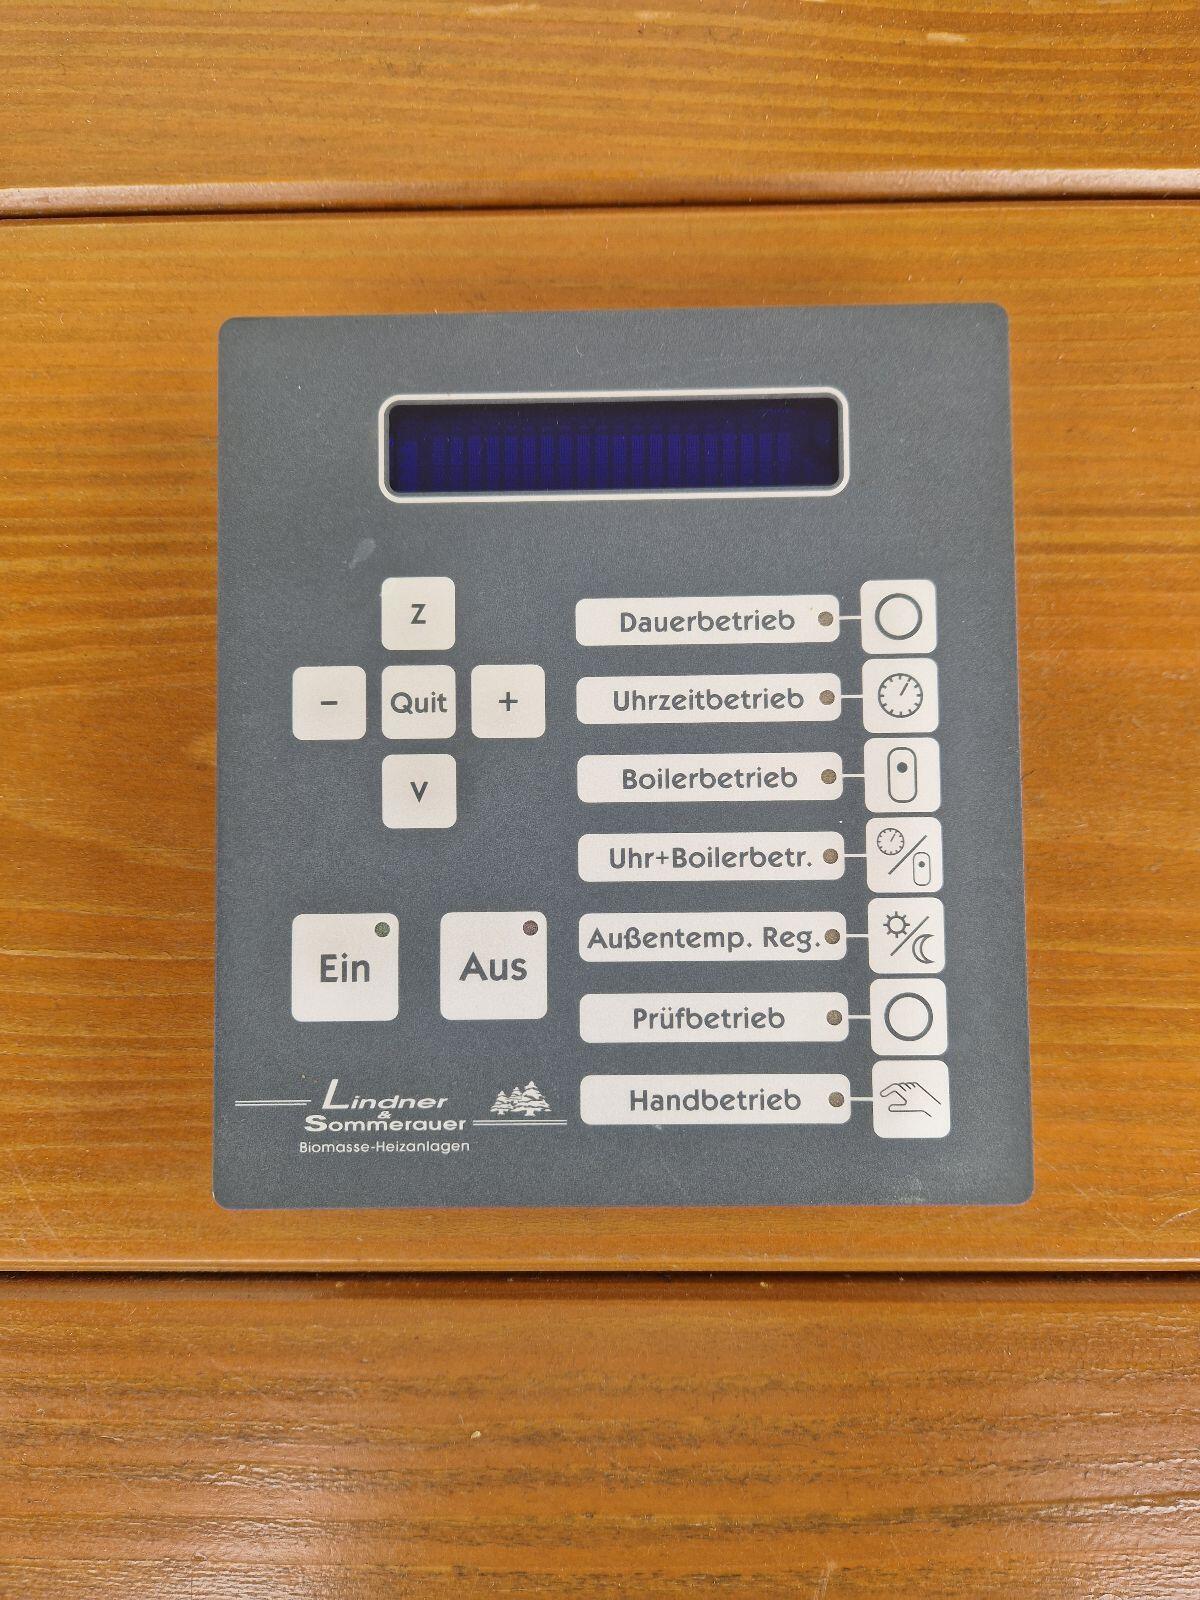 Z
- Quit +
V
Ein
Aus
Dauerbetrieb
Uhrzeitbetrieb
Boilerbetrieb
Uhr+Boilerbetr.
Außentemp. Reg.
Prüfbetrieb
Handbetrieb
Lindner
&
Sommerauer
Biomasse-Heizanlagen